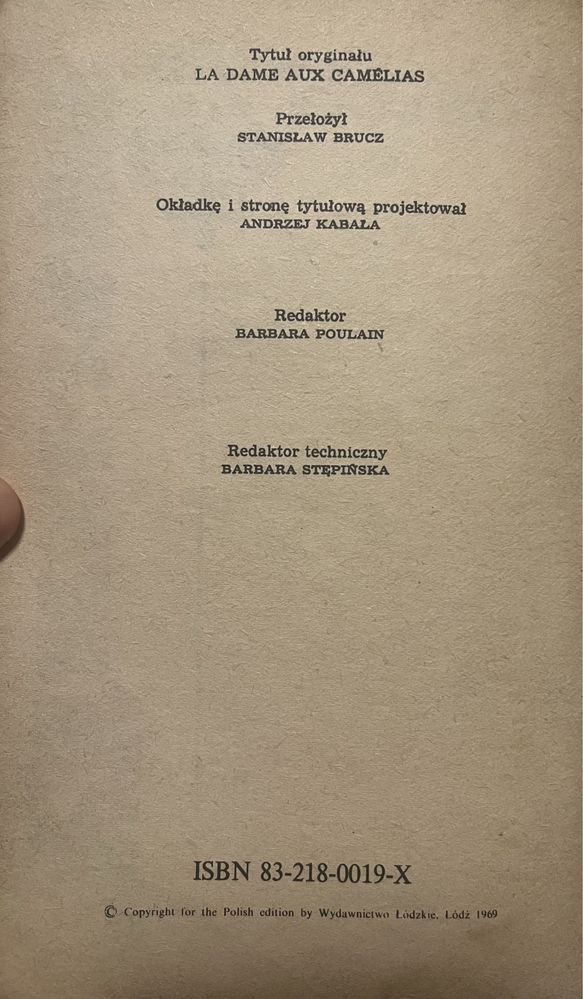 Tytuł oryginału
LA DAME AUX CAMÉLIAS
Przełożył
STANISŁAW BRUCZ
Okładkę i stronę tytułową projektował
ANDRZEJ KABAŁA
Redaktor
BARBARA POULAIN
Redaktor techniczny
BARBARA STĘPIŃSKA
ISBN 83-218-0019-X
© Copyright for the Polish edition by Wydawnictwo Łódzkie, Łódź 1969